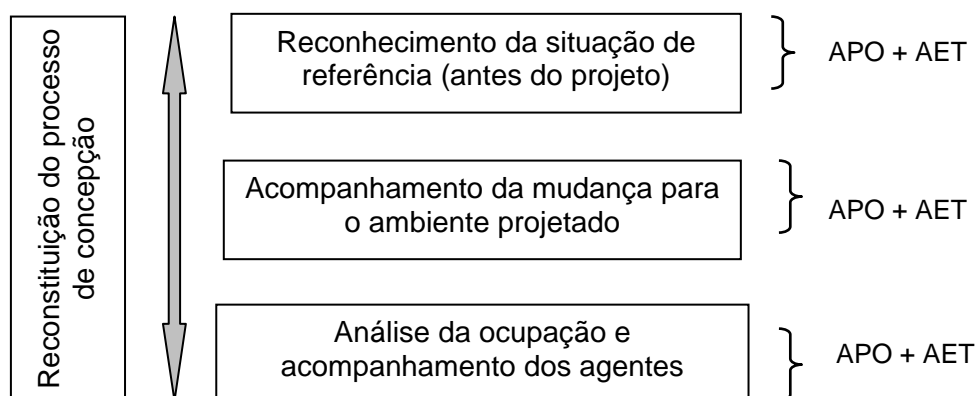 Reconstituição do processo
de concepção
Reconhecimento da situação de
referência (antes do projeto)
APO + AET
Acompanhamento da mudança para
o ambiente projetado
APO + AET
Análise da ocupação e
acompanhamento dos agentes
APO + AET